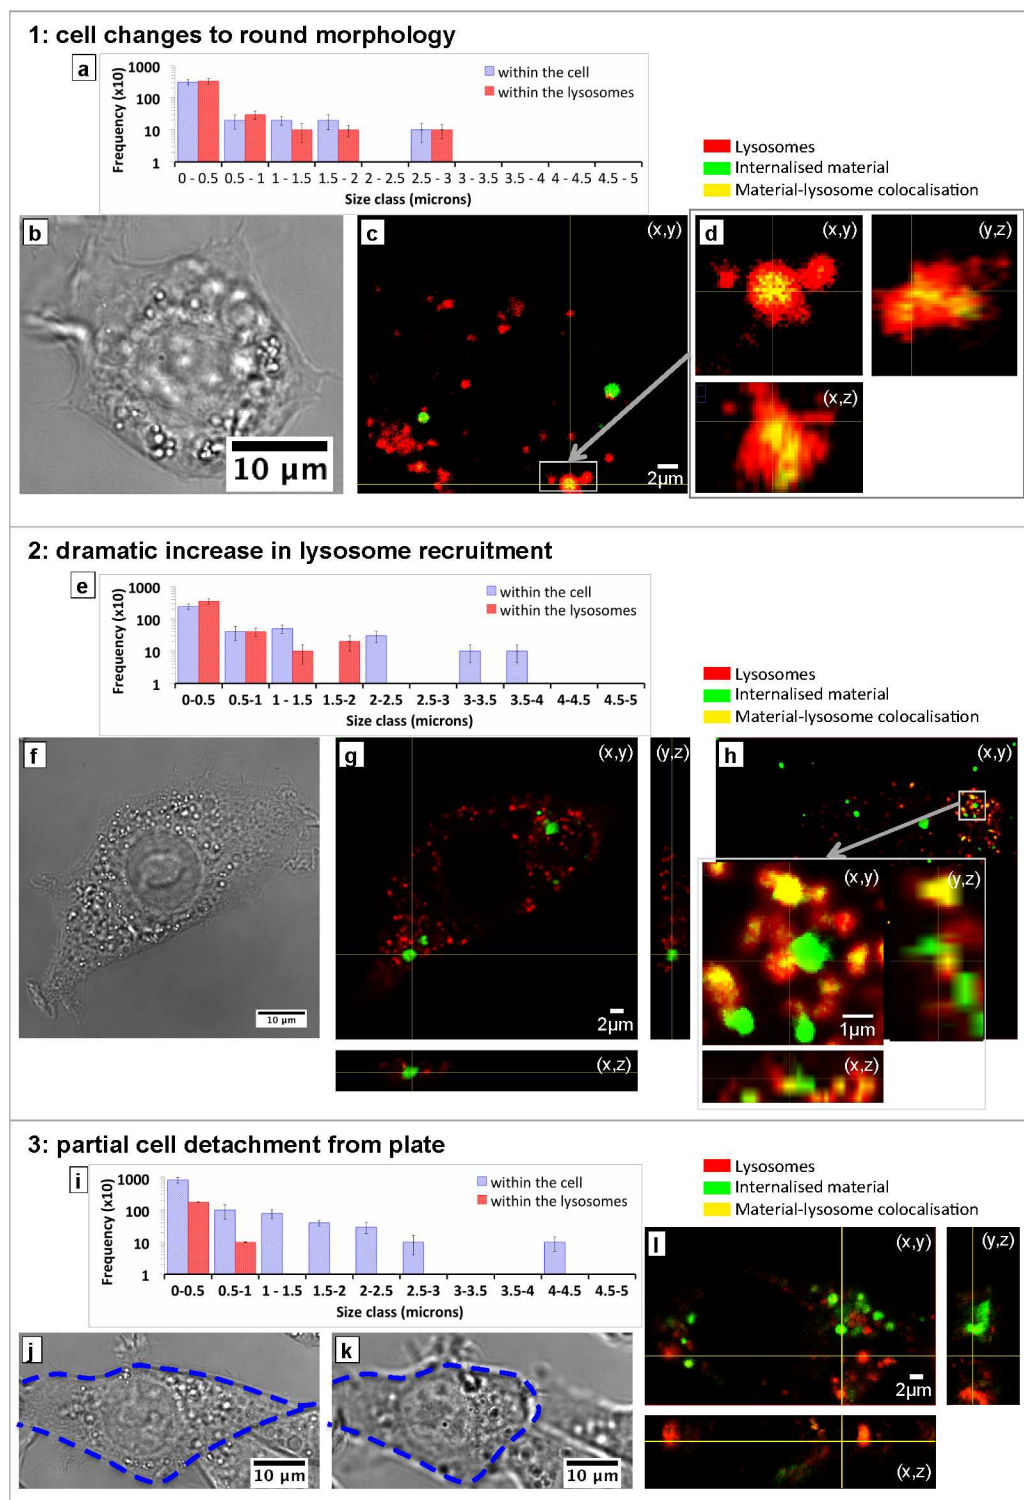 1: cell changes to round morphology
a
1000
100
10
1
Frequency (x10)
within the cell
within the lysosomes
0 - 0.5 0.5 - 1 1 - 1.5 1.5 - 2 2 - 2.5 2.5 - 3 3 - 3.5 3.5 - 4 4 - 4.5 4.5 - 5
Size class (microns)
Lysosomes
Internalised material
Material-lysosome colocalisation
b
10 µm
c
(x,y)
2µm
d
(x,y)
(y,z)
(x,z)
2: dramatic increase in lysosome recruitment
e
1000
100
10
1
Frequency (x10)
within the cell
within the lysosomes
0-0.5 0.5-1 1 - 1.5 1.5-2 2-2.5 2.5-3 3-3.5 3.5-4 4-4.5 4.5-5
Size class (microns)
Lysosomes
Internalised material
Material-lysosome colocalisation
f
10 µm
g
(x,y)
2µm
(y,z)
(x,z)
h
(x,y)
(x,y)
1µm
(y,z)
(x,z)
3: partial cell detachment from plate
i
1000
100
10
1
Frequency (x10)
within the cell
within the lysosomes
0-0.5 0.5-1 1 - 1.5 1.5-2 2-2.5 2.5-3 3-3.5 3.5-4 4-4.5 4.5-5
Size class (microns)
Lysosomes
Internalised material
Material-lysosome colocalisation
j
10 µm
k
10 µm
l
(x,y)
2µm
(y,z)
(x,z)